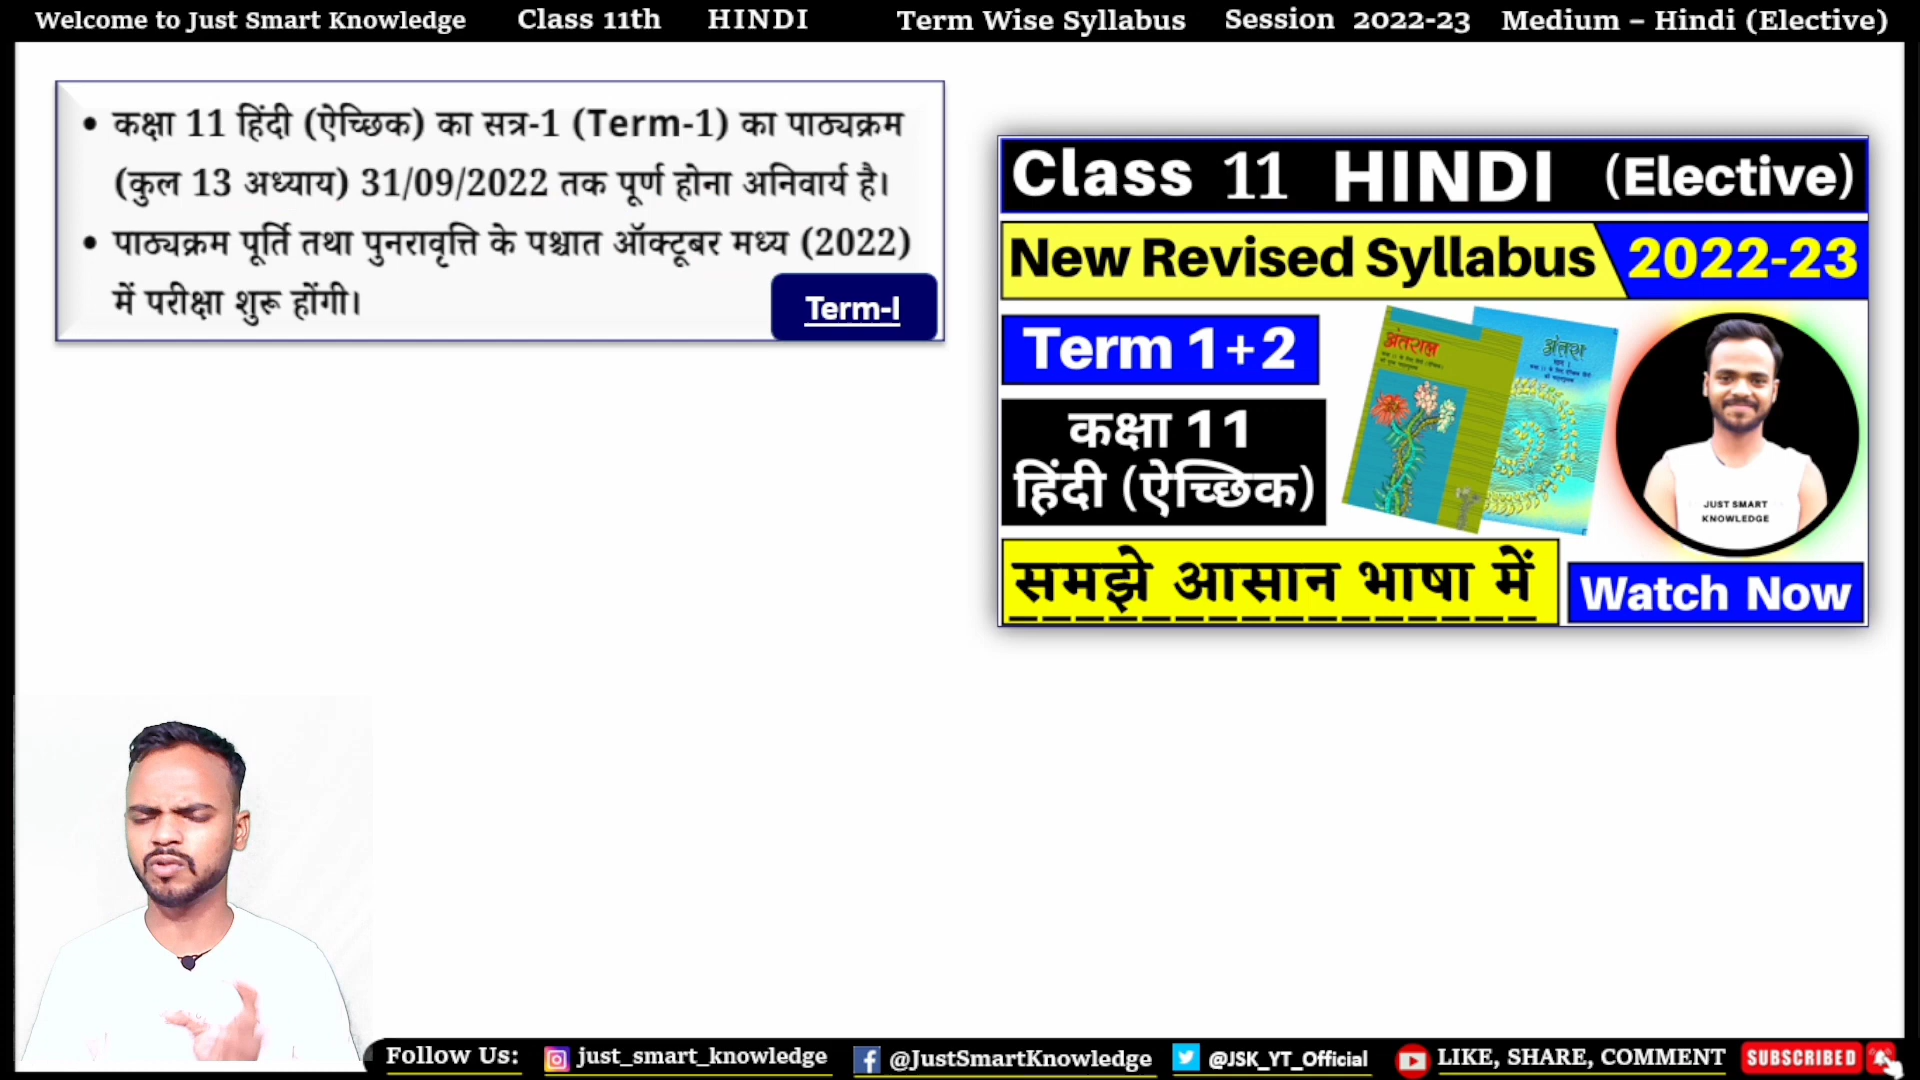 Welcome to Just Smart Knowledge Class 11th HINDI Term Wise Syllabus Session 2022-23 Medium – Hindi (Elective)
• कक्षा 11 हिंदी (ऐच्छिक) का सत्र-1 (Term-1) का पाठ्यक्रम
(कुल 13 अध्याय) 31/09/2022 तक पूर्ण होना अनिवार्य है।
• पाठ्यक्रम पूर्ति तथा पुनरावृत्ति के पश्चात ऑक्टूबर मध्य (2022)
में परीक्षा शुरू होंगी।
Term-I
Class 11 HINDI (Elective)
New Revised Syllabus 2022-23
Term 1+2
कक्षा 11
हिंदी (ऐच्छिक)
अंतराल
अंतरा
JUST SMART
KNOWLEDGE
समझे आसान भाषा में
Watch Now
Follow Us: just_smart_knowledge @JustSmartKnowledge @JSK_YT_Official LIKE, SHARE, COMMENT SUBSCRIBED